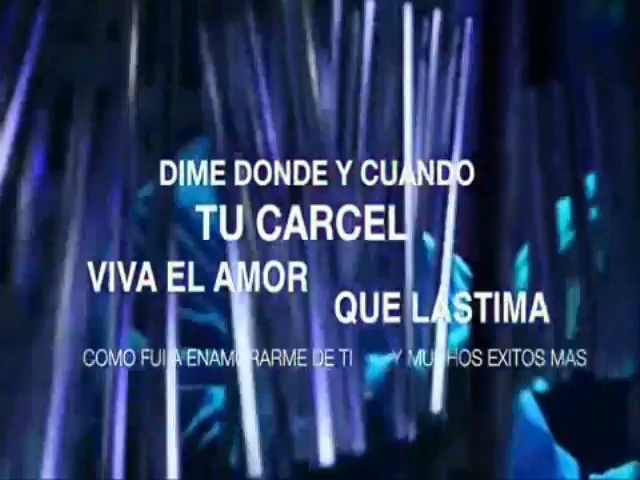 DIME DONDE Y CUANDO
TU CARCEL
VIVA EL AMOR
QUE LASTIMA
COMO FUI A ENAMORARME DE TI
Y MUCHOS EXITOS MAS